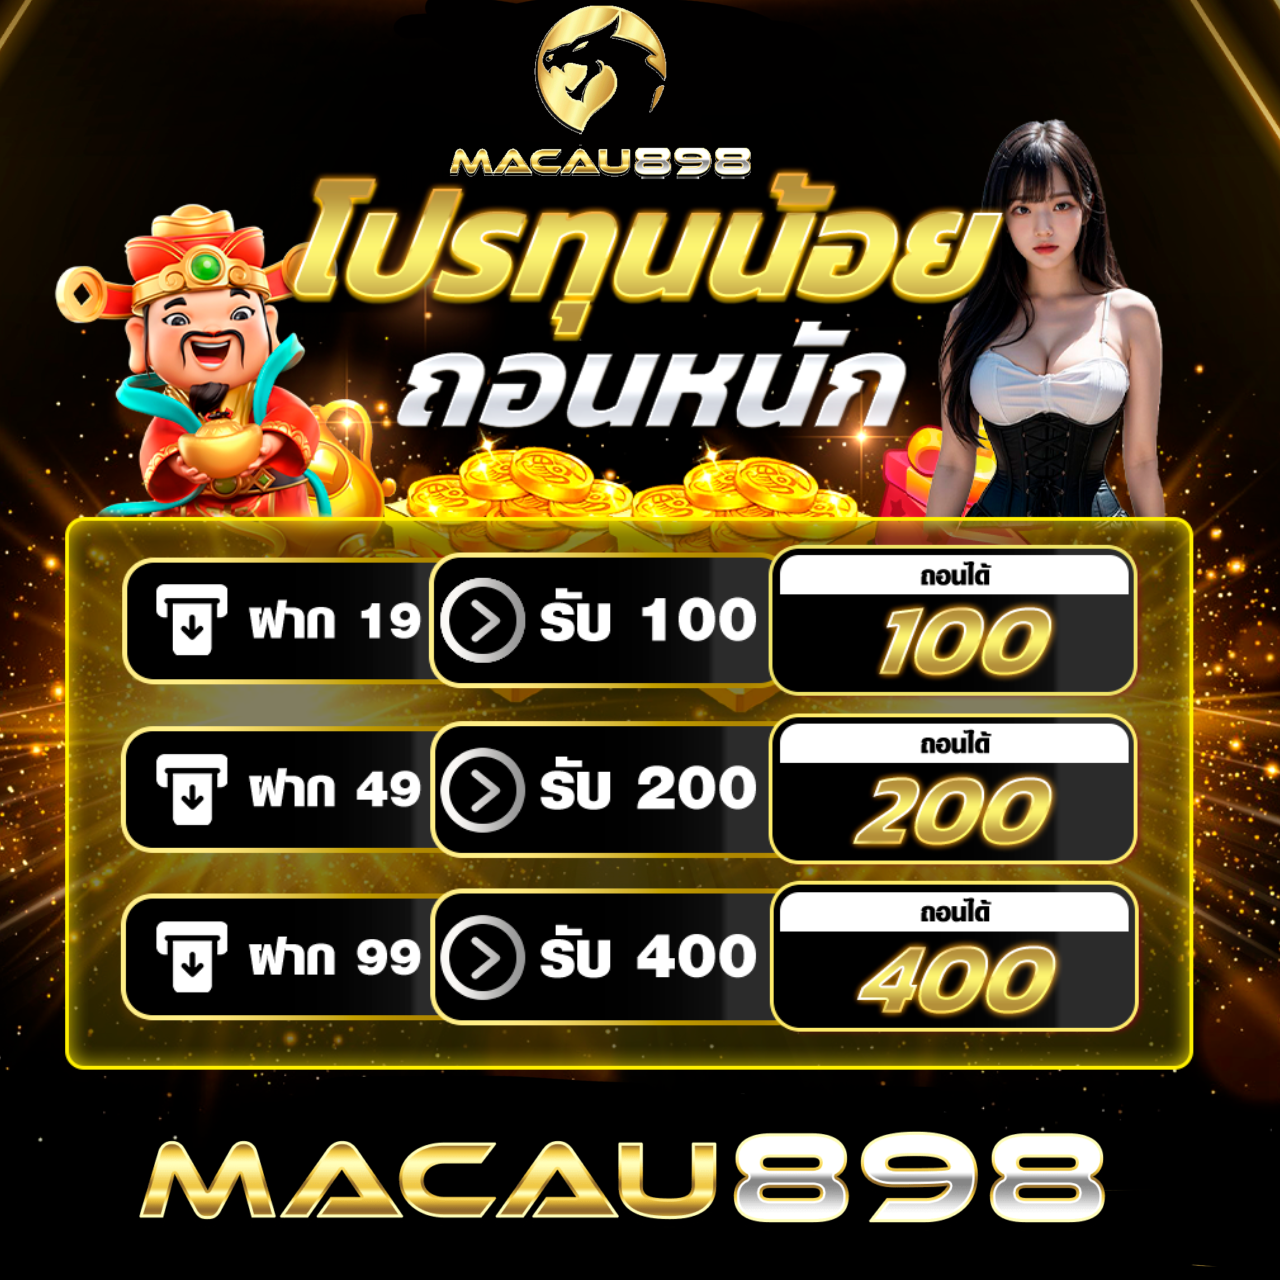 MACAU898
โปรทุนน้อย
ถอนหนัก
ฝาก 19 รับ 100 ถอนได้ 100
ฝาก 49 รับ 200 ถอนได้ 200
ฝาก 99 รับ 400 ถอนได้ 400
MACAU898